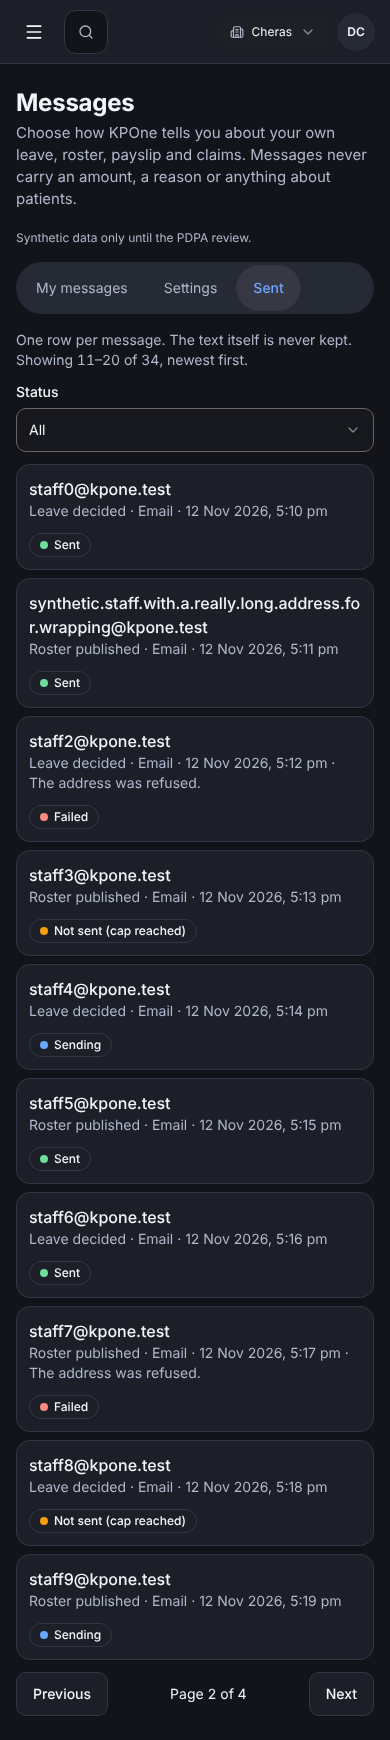 Cheras
DC
Messages
Choose how KPOne tells you about your own
leave, roster, payslip and claims. Messages never
carry an amount, a reason or anything about
patients.
Synthetic data only until the PDPA review.
My messages
Settings
Sent
One row per message. The text itself is never kept.
Showing 11–20 of 34, newest first.
Status
All
staff0@kpone.test
Leave decided · Email · 12 Nov 2026, 5:10 pm
Sent
synthetic.staff.with.a.really.long.address.fo
r.wrapping@kpone.test
Roster published · Email · 12 Nov 2026, 5:11 pm
Sent
staff2@kpone.test
Leave decided · Email · 12 Nov 2026, 5:12 pm ·
The address was refused.
Failed
staff3@kpone.test
Roster published · Email · 12 Nov 2026, 5:13 pm
Not sent (cap reached)
staff4@kpone.test
Leave decided · Email · 12 Nov 2026, 5:14 pm
Sending
staff5@kpone.test
Roster published · Email · 12 Nov 2026, 5:15 pm
Sent
staff6@kpone.test
Leave decided · Email · 12 Nov 2026, 5:16 pm
Sent
staff7@kpone.test
Roster published · Email · 12 Nov 2026, 5:17 pm ·
The address was refused.
Failed
staff8@kpone.test
Leave decided · Email · 12 Nov 2026, 5:18 pm
Not sent (cap reached)
staff9@kpone.test
Roster published · Email · 12 Nov 2026, 5:19 pm
Sending
Previous
Page 2 of 4
Next